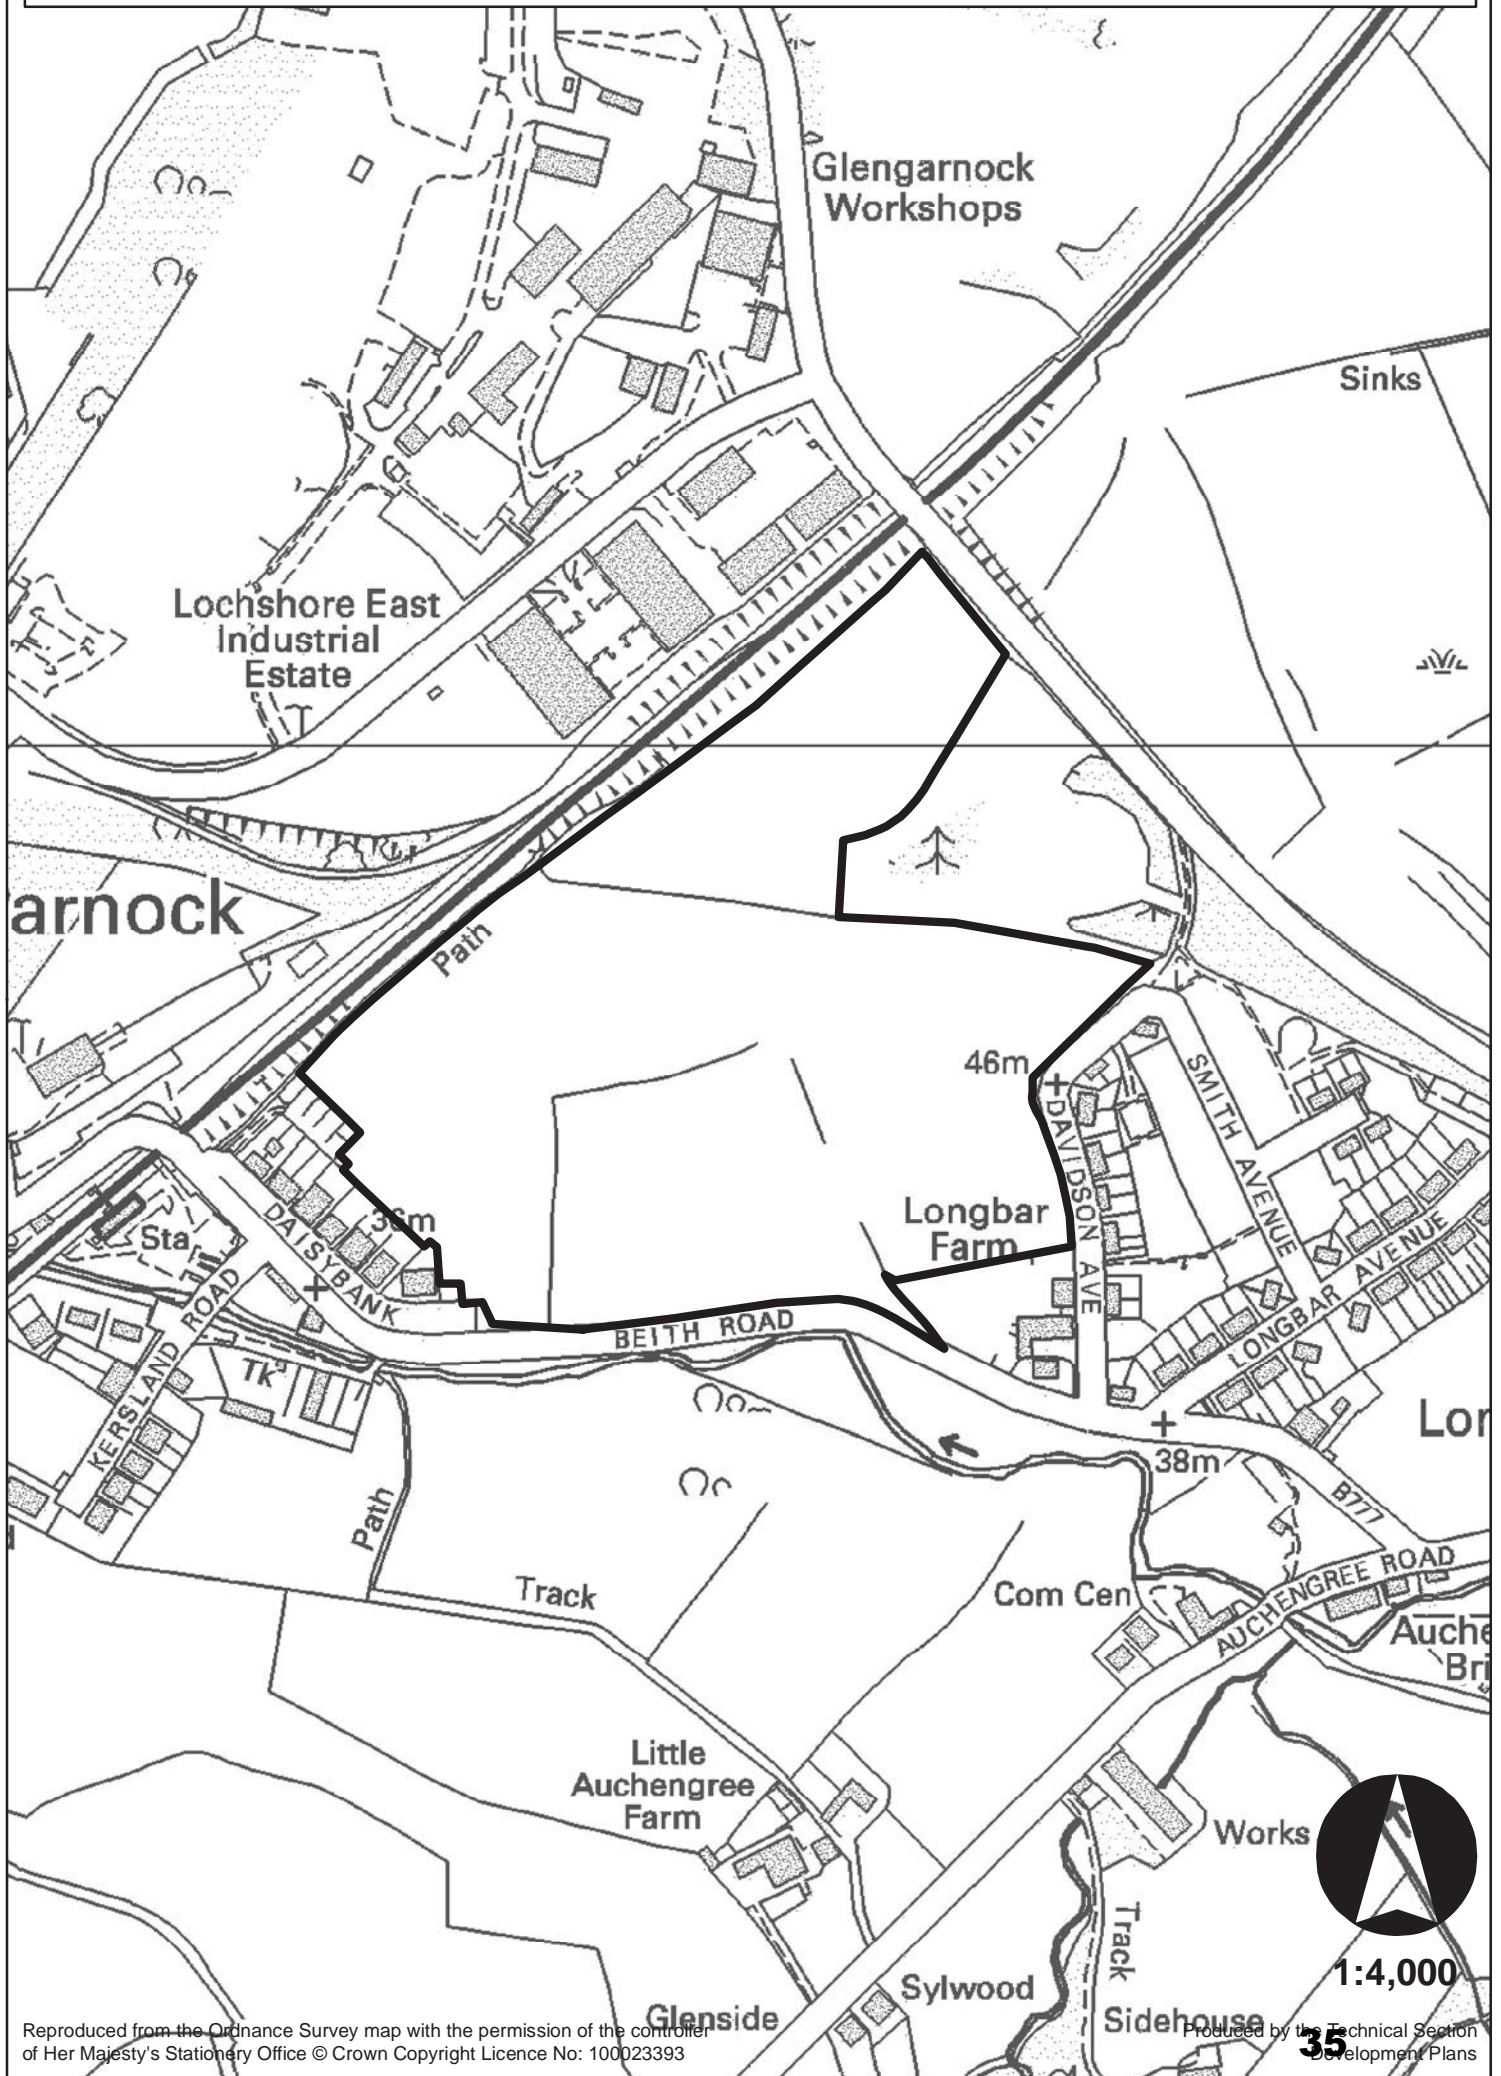 Glengarnock
Workshops
Sinks
Lochshore East
Industrial
Estate
arnock
Path
46m
SMITH AVENUE
DAVIDSON AVE
Longbar
Farm
36m
Sta
DAISYBANK
BEITH ROAD
LONGBAR AVENUE
KERSLAND ROAD
Tk
Lor
38m
B777
Path
Track
Com Cen
AUCHENGREE ROAD
Auche
Bri
Little
Auchengree
Farm
Works
Track
1:4,000
Sylwood
Glenside
Sidehouse
Reproduced from the Ordnance Survey map with the permission of the controller
of Her Majesty's Stationery Office © Crown Copyright Licence No: 100023393
Produced by the Technical Section
Development Plans
35